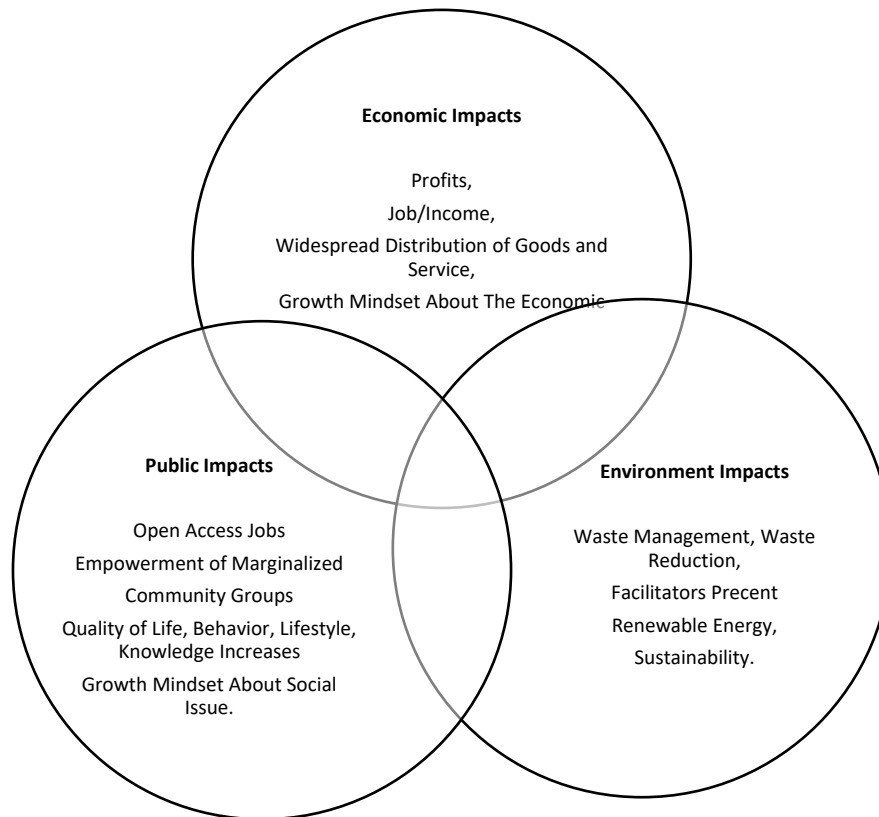 Economic Impacts
Profits,
Job/Income,
Widespread Distribution of Goods and
Service,
Growth Mindset About The Economic
Public Impacts
Open Access Jobs
Empowerment of Marginalized
Community Groups
Quality of Life, Behavior, Lifestyle,
Knowledge Increases
Growth Mindset About Social
Issue.
Environment Impacts
Waste Management, Waste
Reduction,
Facilitators Precent
Renewable Energy,
Sustainability.